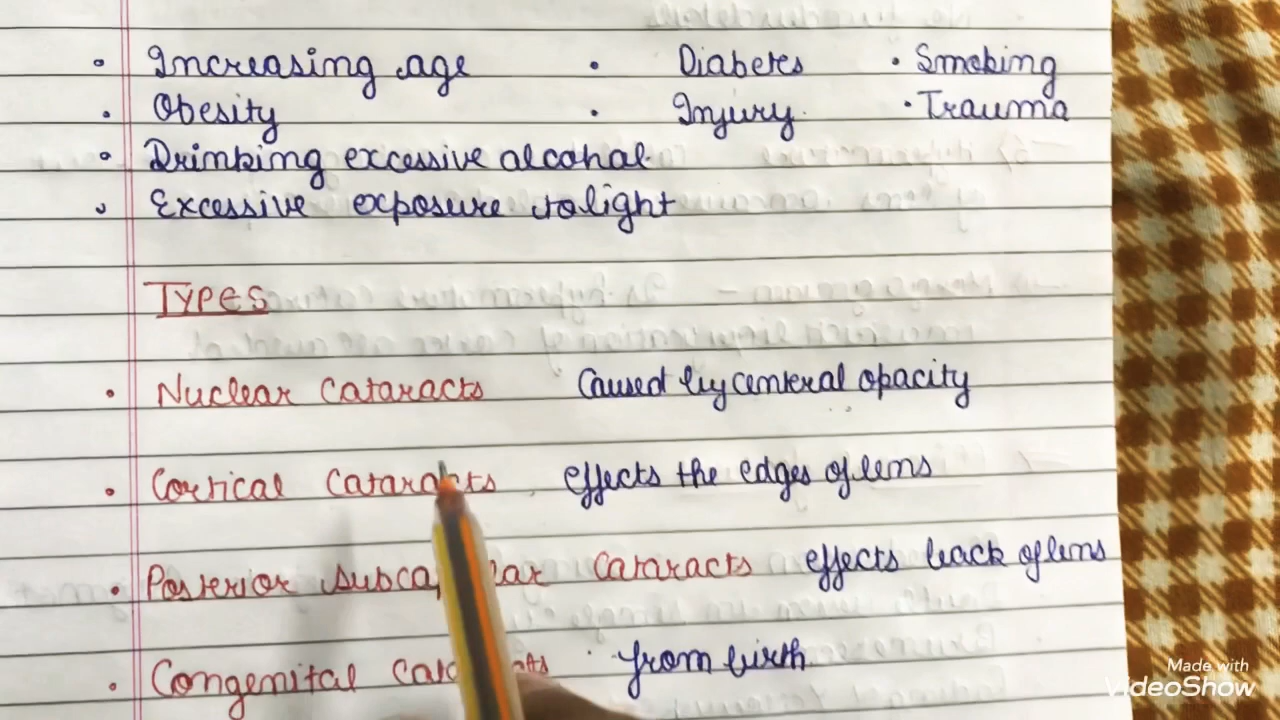 Increasing age • Diabetes • Smoking
Obesity • Injury • Trauma
Drinking excessive alcohal
Excessive exposure to light
TYPES
Nuclear Cataracts Caused by centeral opacity
Cortical Cataracts effects the edges of lens
Posterior cataracts effects back of lens
Congenital from birth
Made with
VideoShow